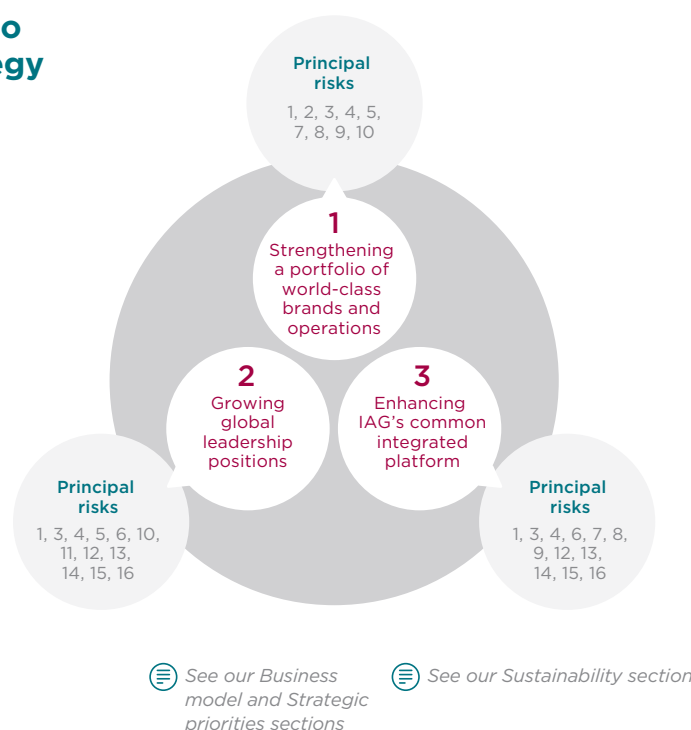 o
egy
Principal
risks
1, 2, 3, 4, 5,
7, 8, 9, 10
1
Strengthening
a portfolio of
world-class
brands and
operations
2
Growing
global
leadership
positions
3
Enhancing
IAG’s common
integrated
platform
Principal
risks
1, 3, 4, 5, 6, 10,
11, 12, 13,
14, 15, 16
Principal
risks
1, 3, 4, 6, 7, 8,
9, 12, 13,
14, 15, 16
See our Business
model and Strategic
priorities sections
See our Sustainability section